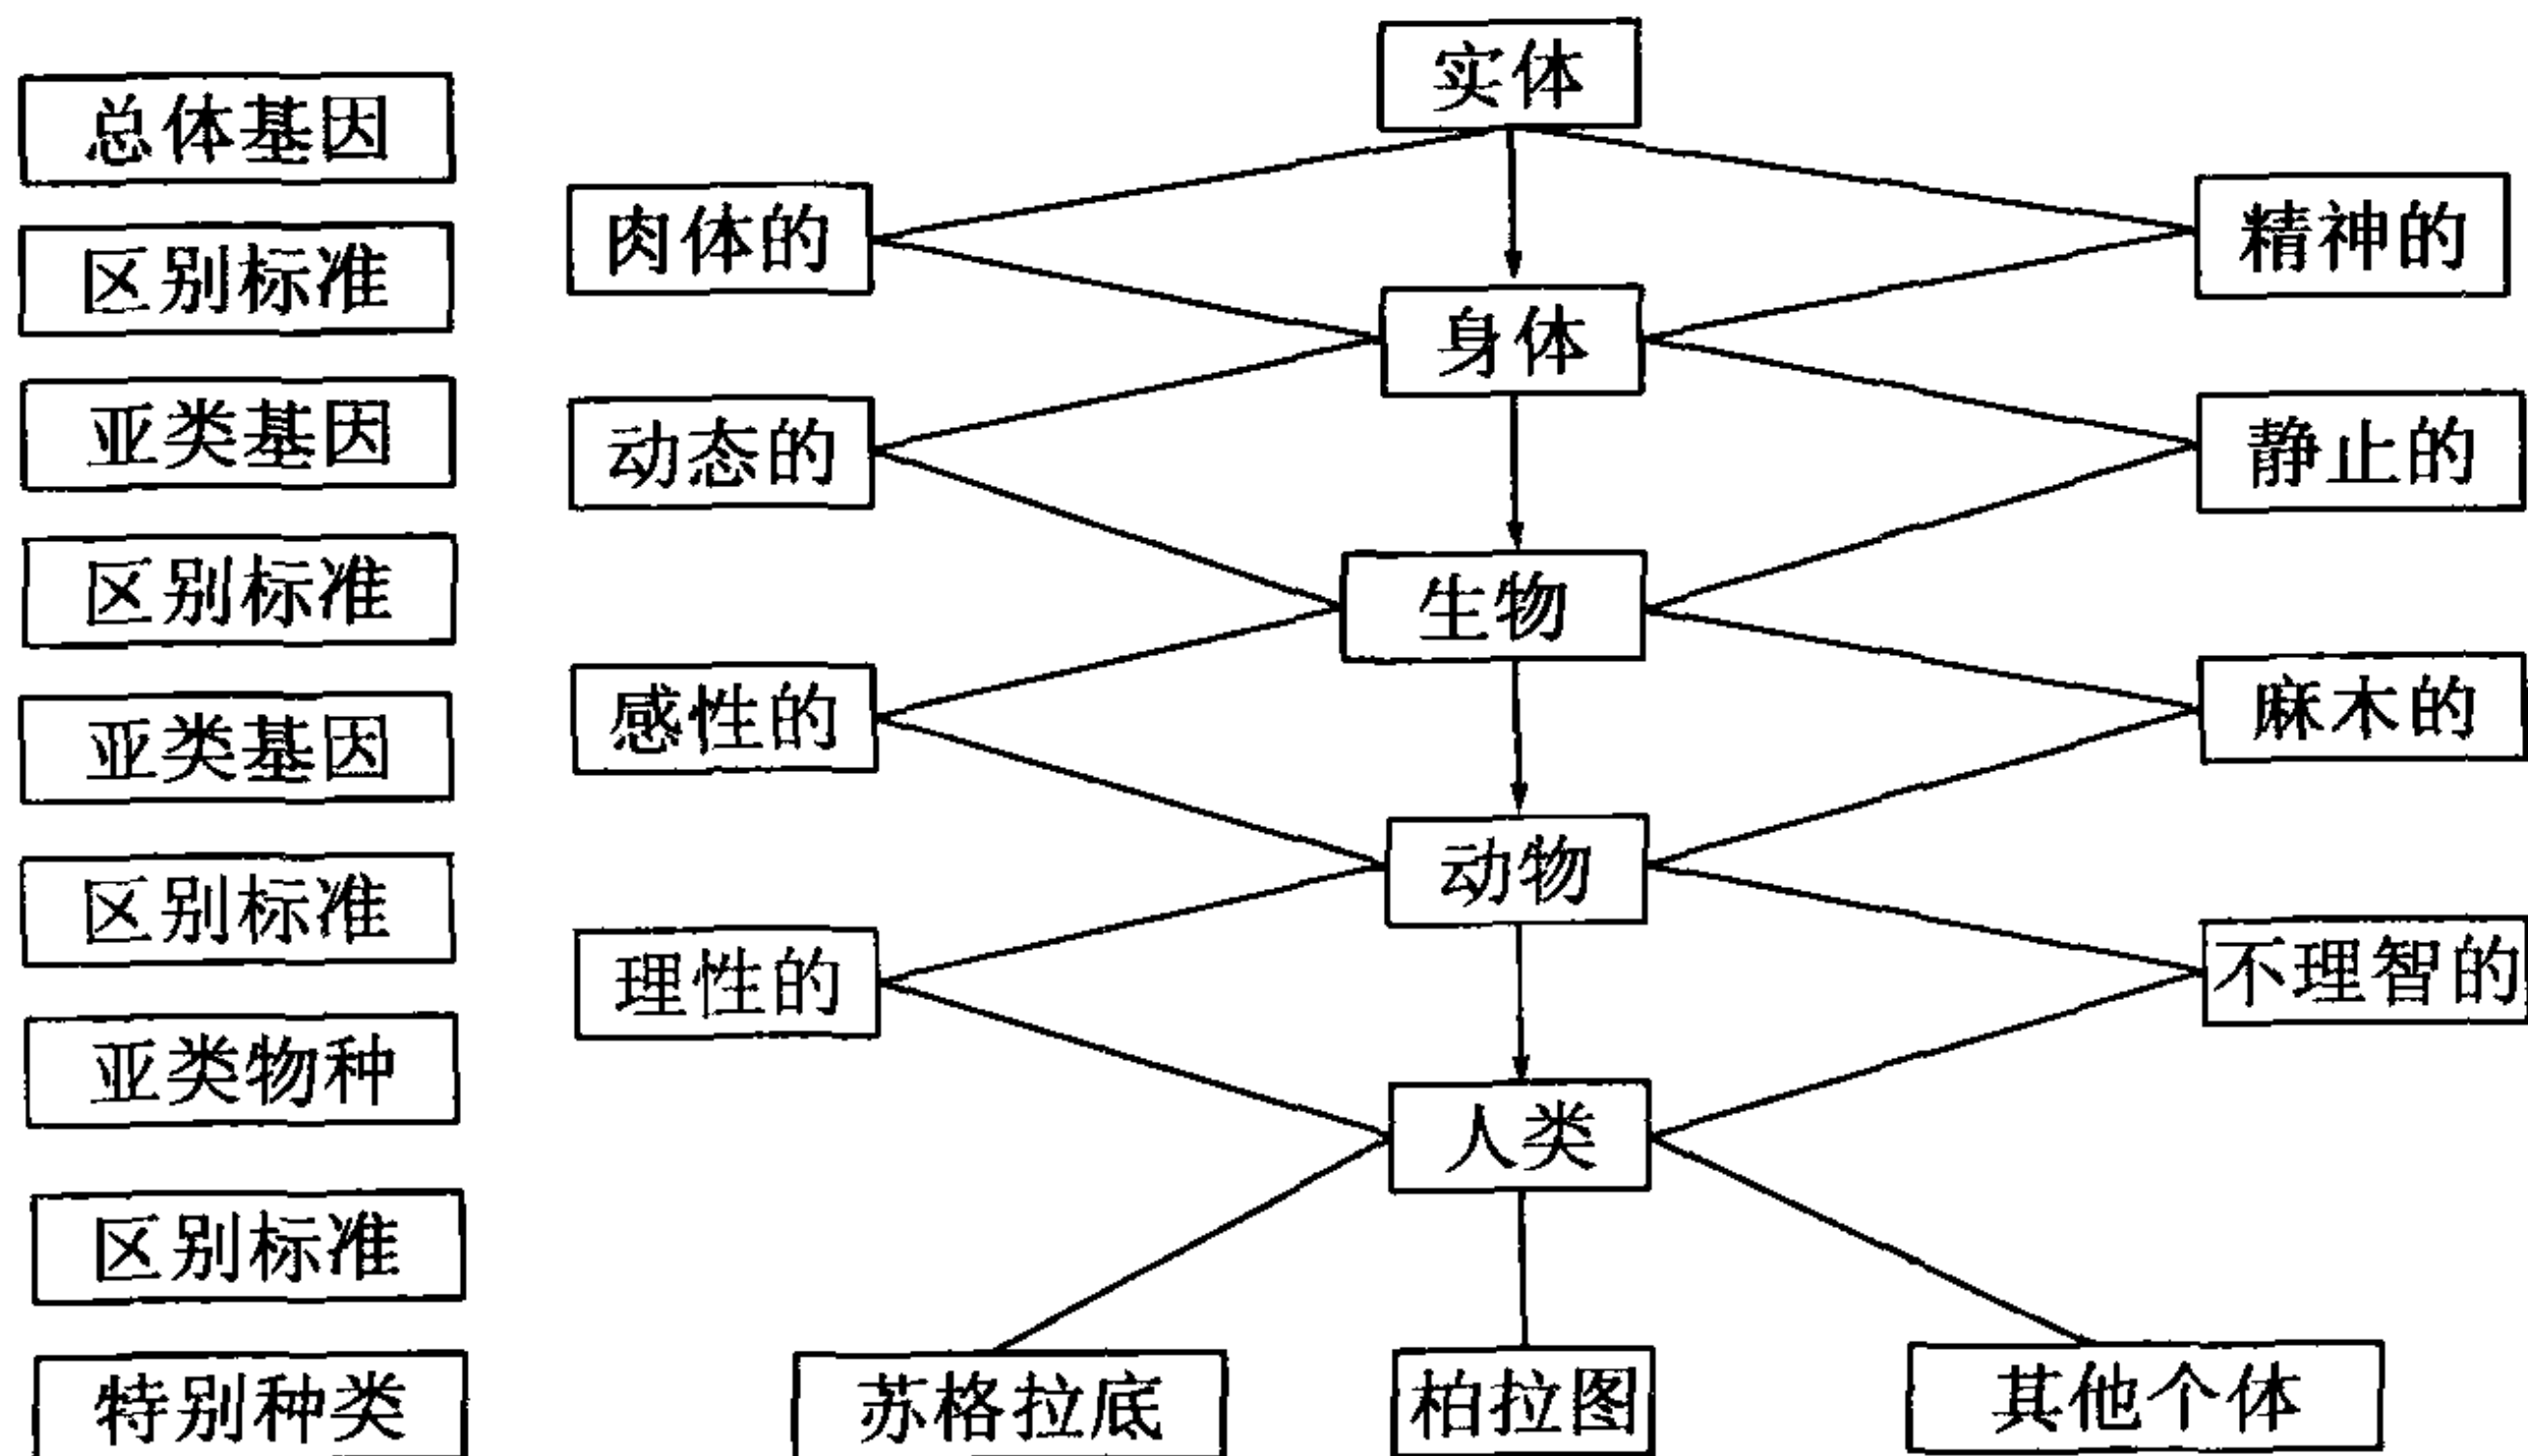 实体
总体基因
肉体的
精神的
区别标准
身体
亚类基因
动态的
静止的
区别标准
生物
亚类基因
感性的
麻木的
区别标准
动物
理性的
不理智的
亚类物种
人类
区别标准
特别种类
苏格拉底
柏拉图
其他个体